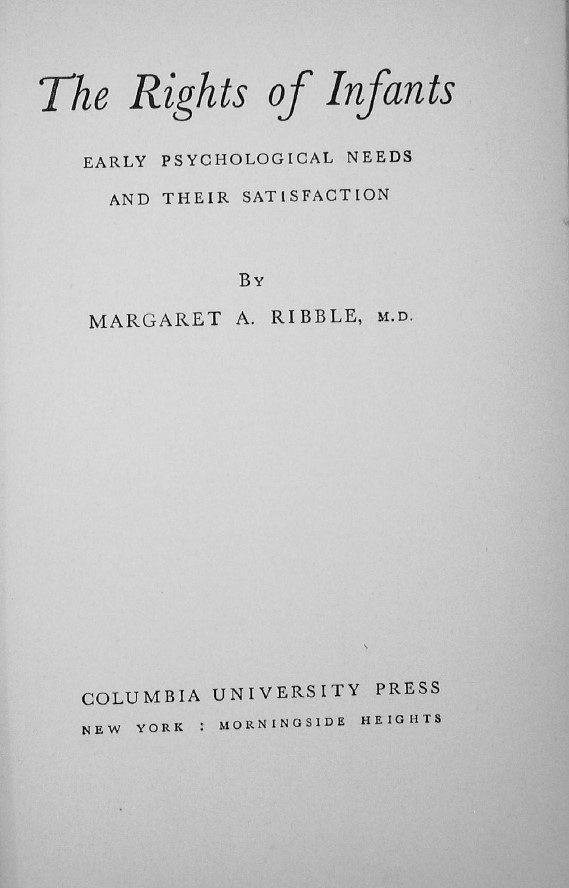 The Rights of Infants
EARLY PSYCHOLOGICAL NEEDS
AND THEIR SATISFACTION
BY
MARGARET A. RIBBLE, M.D.
COLUMBIA UNIVERSITY PRESS
NEW YORK : MORNINGSIDE HEIGHTS